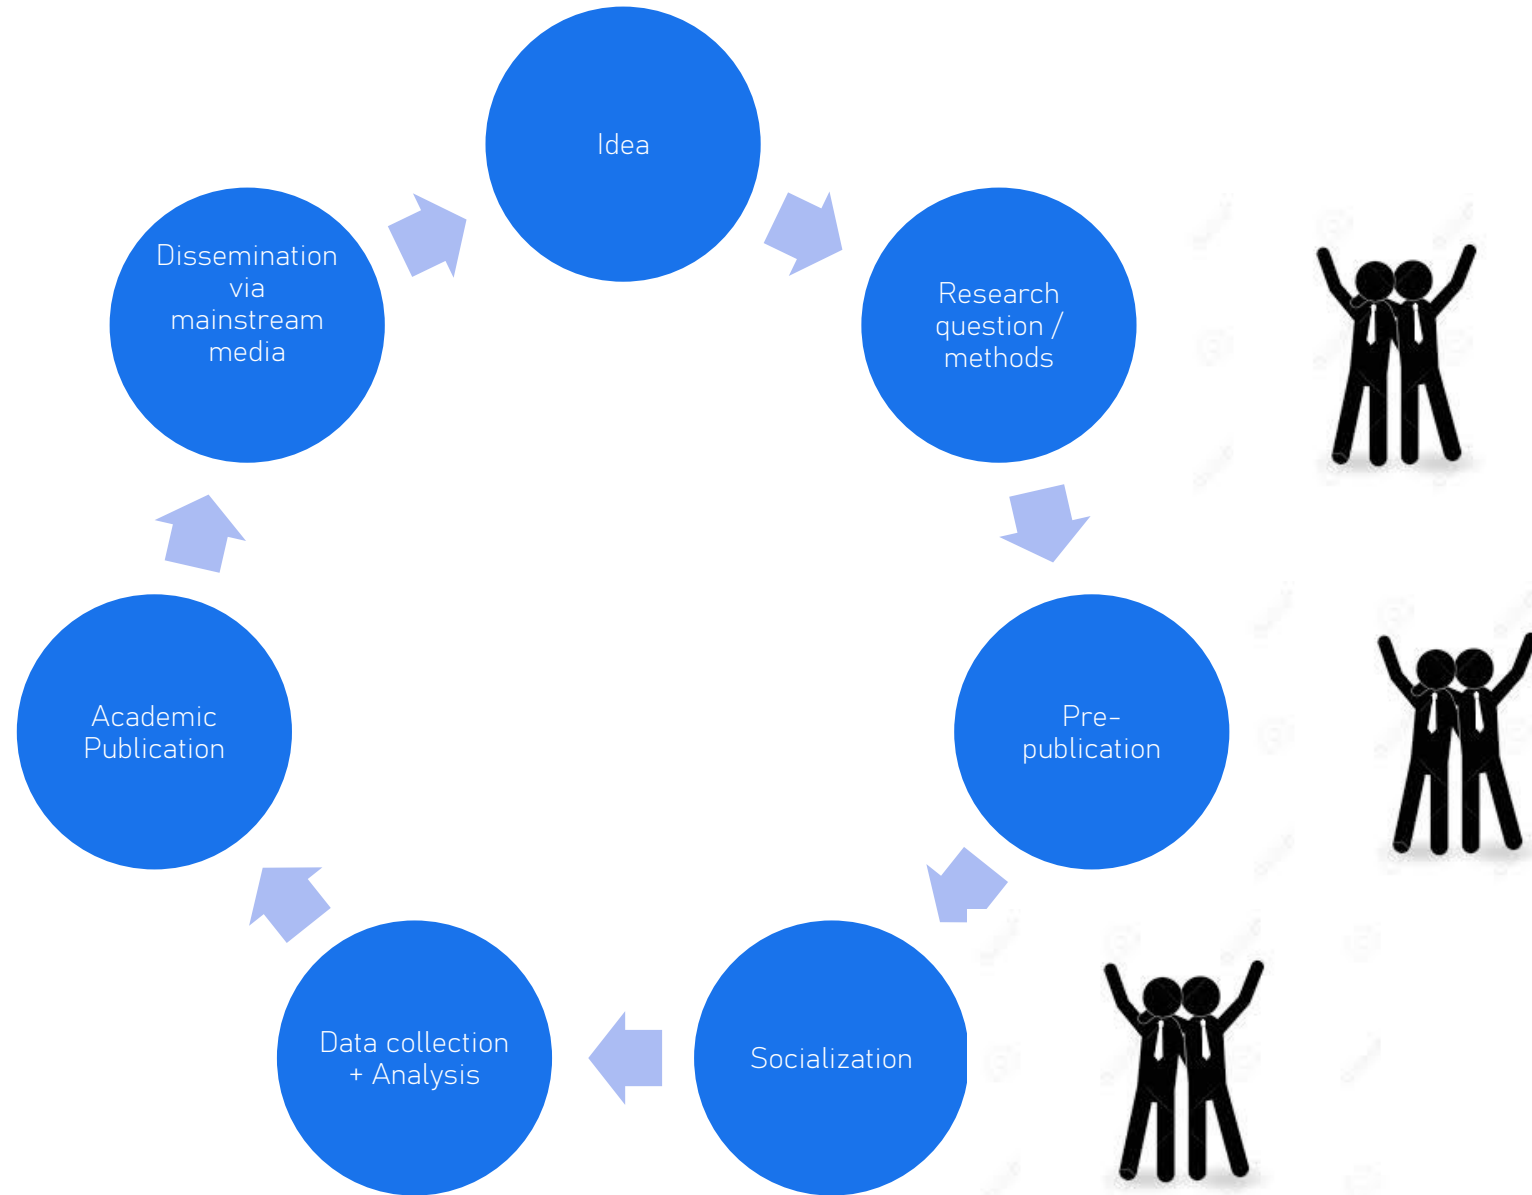 Idea
Research
question /
methods
Pre-
publication
Socialization
Data collection
+ Analysis
Academic
Publication
Dissemination
via
mainstream
media